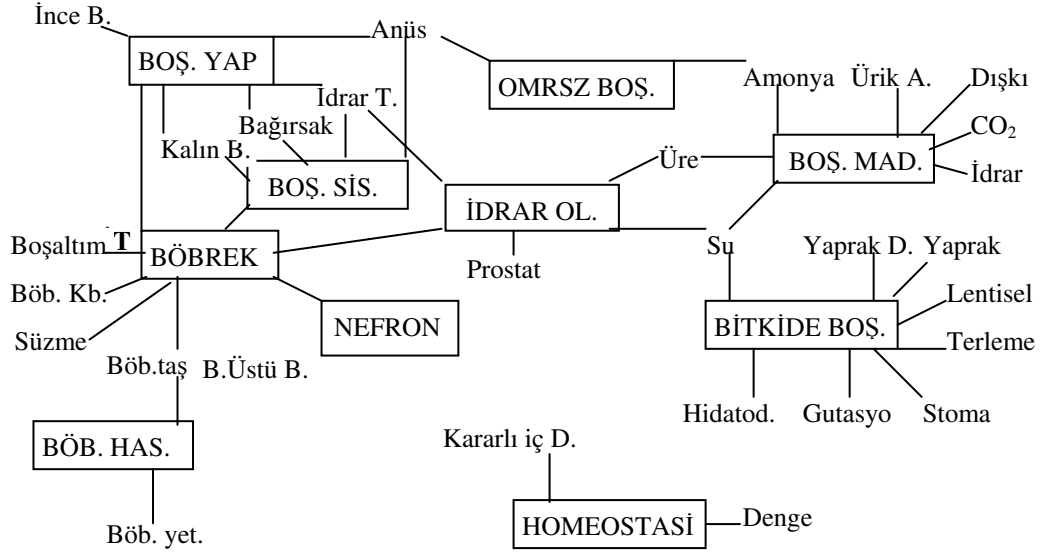 İnce B.
Anüs
BOŞ. YAP
OMRSZ BOŞ.
Amonya
Ürik A.
Dışkı
İdrar T.
Bağırsak
CO₂
Kalın B.
Üre
BOŞ. MAD.
İdrar
BOŞ. SİS.
İDRAR OL.
Boşaltım T
BÖBREK
Su
Yaprak D.
Yaprak
Prostat
Böb. Kb.
Lentisel
Süzme
NEFRON
BİTKİDE BOŞ.
Terleme
Böb.taş
B.Üstü B.
Hidatod.
Gutasyo
Stoma
BÖB. HAS.
Kararlı iç D.
HOMEOSTASİ
Denge
Böb. yet.